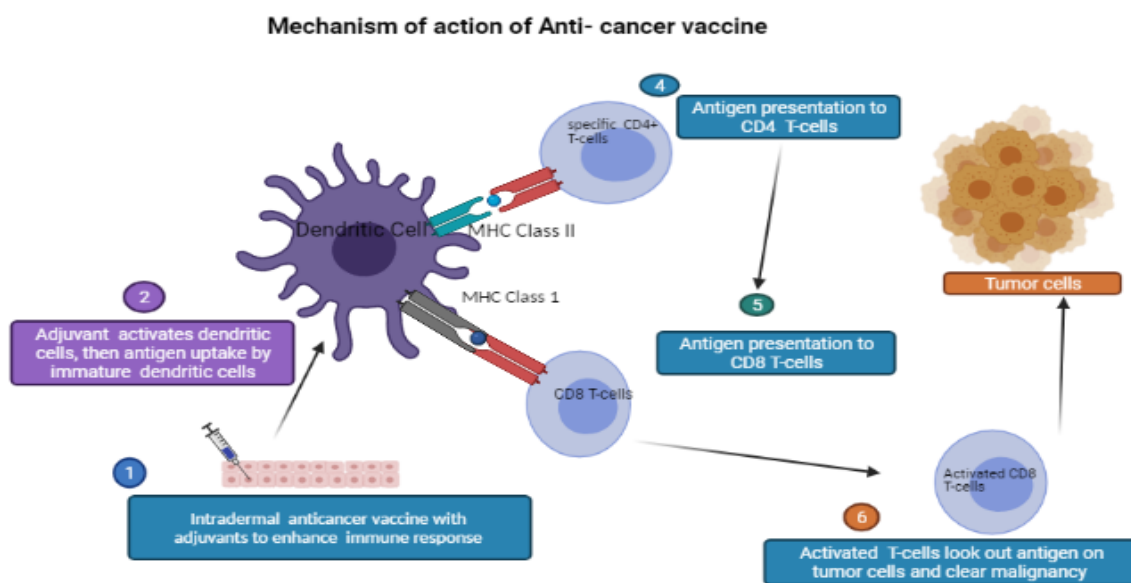 Mechanism of action of Anti- cancer vaccine
4
Antigen presentation to
CD4 T-cells
specific CD4+
T-cells
Dendritic Cell
MHC Class II
2
Adjuvant activates dendritic
cells, then antigen uptake by
immature dendritic cells
MHC Class 1
5
Antigen presentation to
CD8 T-cells
Tumor cells
CD8 T-cells
1
Intradermal anticancer vaccine with
adjuvants to enhance immune response
Activated CD8
T-cells
6
Activated T-cells look out antigen on
tumor cells and clear malignancy